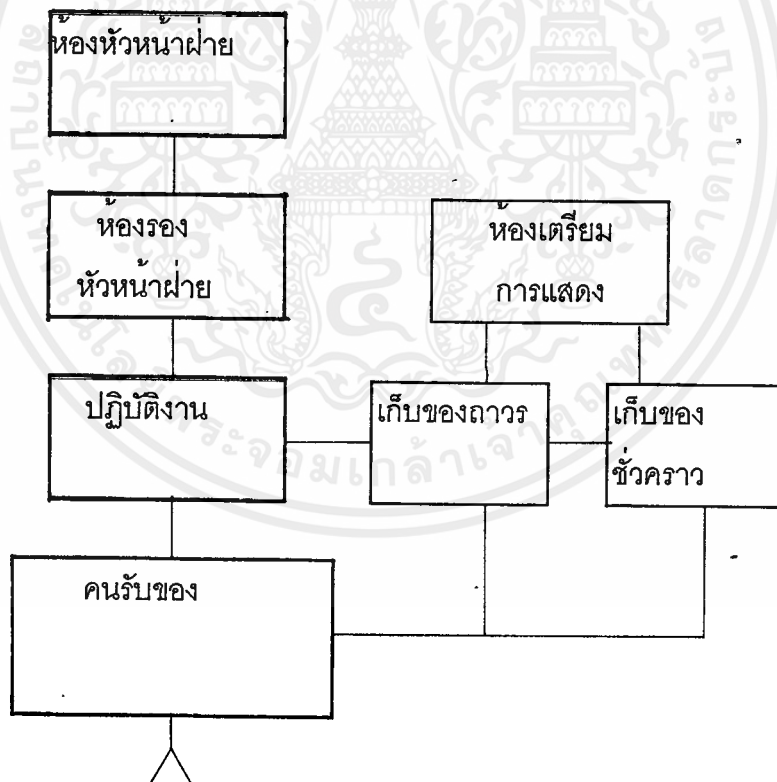 ห้องหัวหน้าฝ่าย
ห้องรอง
หัวหน้าฝ่าย
ห้องเตรียม
การแสดง
ปฏิบัติงาน
เก็บของถาวร
เก็บของ
ชั่วคราว
คนรับของ